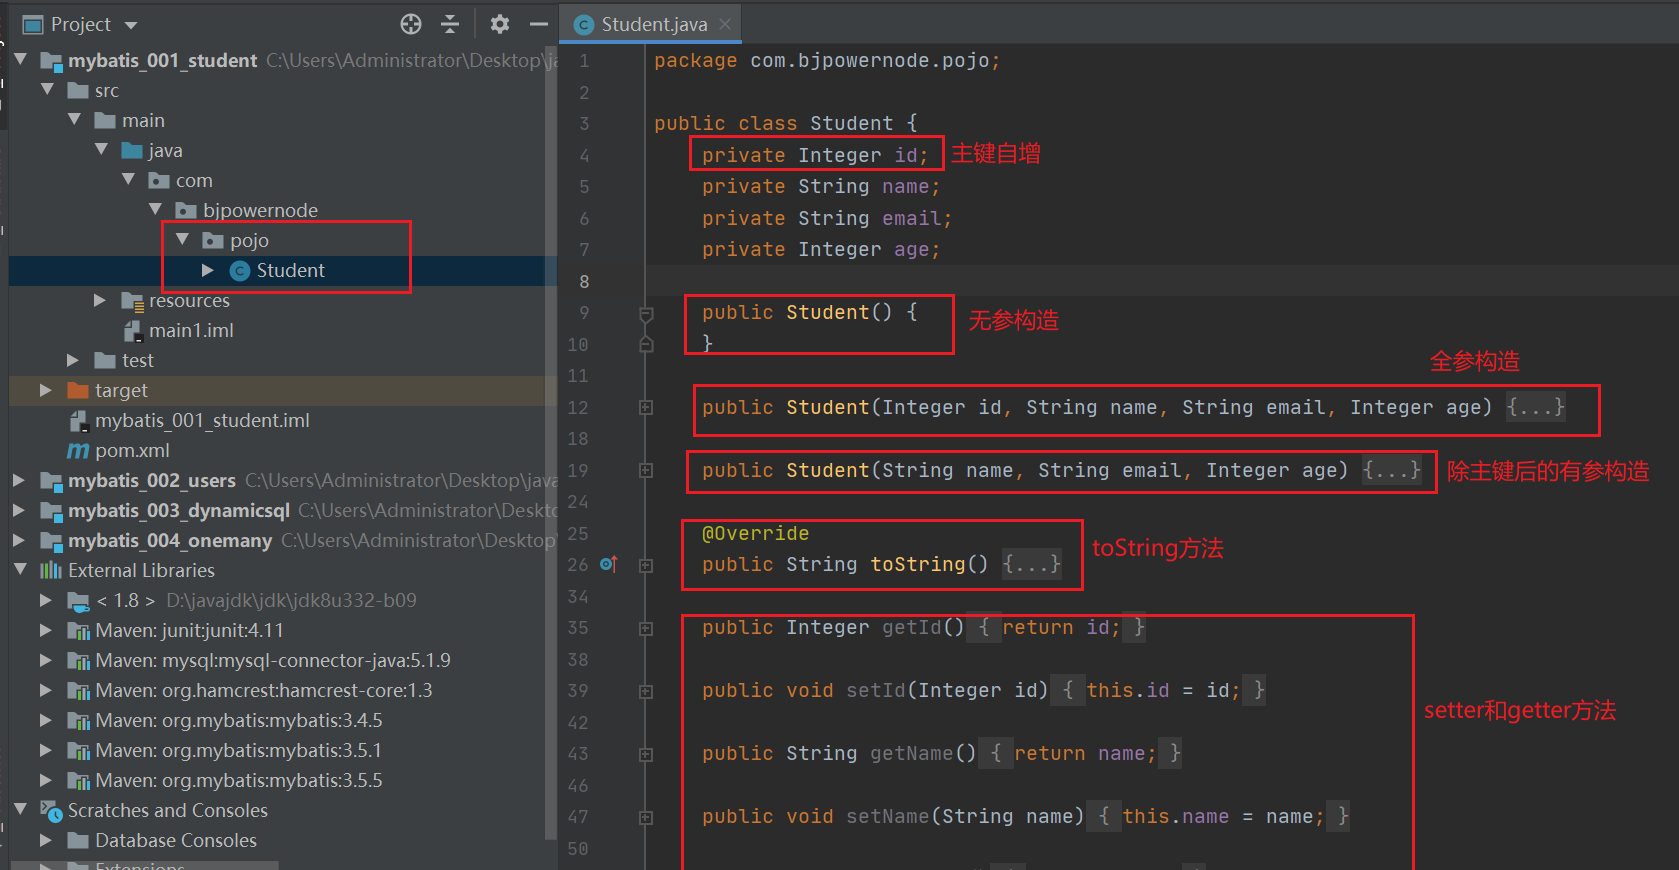 Project
mybatis_001_student C:\Users\Administrator\Desktop\ja
src
main
java
com
bjpowernode
pojo
Student
resources
main1.iml
test
target
mybatis_001_student.iml
pom.xml
mybatis_002_users C:\Users\Administrator\Desktop\java
mybatis_003_dynamicsql C:\Users\Administrator\Deskto
mybatis_004_onemany C:\Users\Administrator\Desktop\
External Libraries
< 1.8 > D:\javajdk\jdk\jdk8u332-b09
Maven: junit:junit:4.11
Maven: mysql:mysql-connector-java:5.1.9
Maven: org.hamcrest:hamcrest-core:1.3
Maven: org.mybatis:mybatis:3.4.5
Maven: org.mybatis:mybatis:3.5.1
Maven: org.mybatis:mybatis:3.5.5
Scratches and Consoles
Database Consoles
Extensions
Student.java
1 package com.bjpowernode.pojo;
2
3 public class Student {
4 private Integer id; 主键自增
5 private String name;
6 private String email;
7 private Integer age;
8
9 public Student() { 无参构造
10 }
11 全参构造
12 public Student(Integer id, String name, String email, Integer age) {...}
18
19 public Student(String name, String email, Integer age) {...} 除主键后的有参构造
24
25 @Override
26 public String toString() {...} toString方法
34
35 public Integer getId() { return id; }
38
39 public void setId(Integer id) { this.id = id; }
42 setter和getter方法
43 public String getName() { return name; }
46
47 public void setName(String name) { this.name = name; }
50